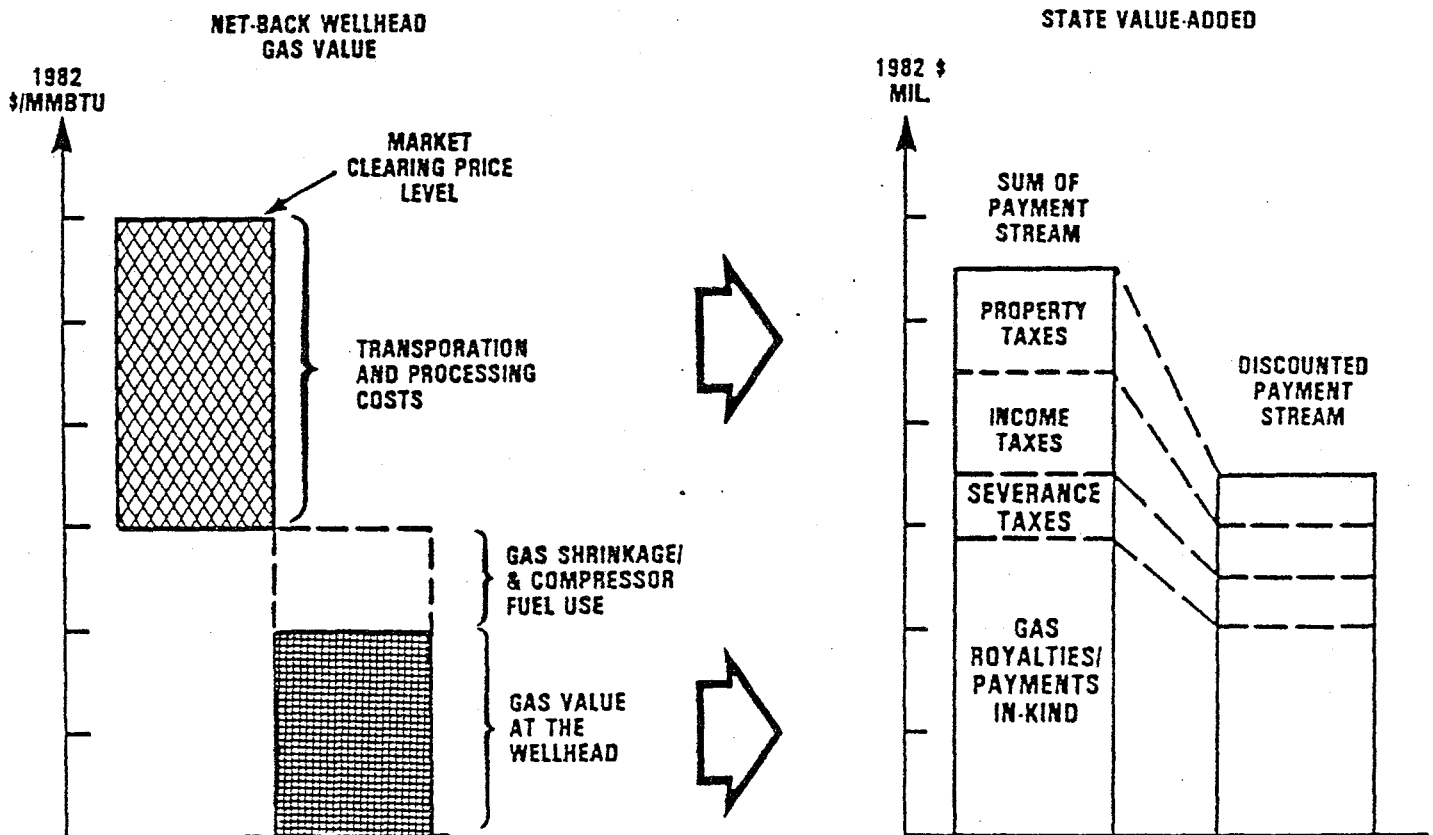 NET-BACK WELLHEAD
GAS VALUE
1982
$/MMBTU
MARKET
CLEARING PRICE
LEVEL
TRANSPORATION
AND PROCESSING
COSTS
GAS SHRINKAGE/
& COMPRESSOR
FUEL USE
GAS VALUE
AT THE
WELLHEAD
STATE VALUE-ADDED
1982 $
MIL.
SUM OF
PAYMENT
STREAM
PROPERTY
TAXES
INCOME
TAXES
SEVERANCE
TAXES
GAS
ROYALTIES/
PAYMENTS
IN-KIND
DISCOUNTED
PAYMENT
STREAM